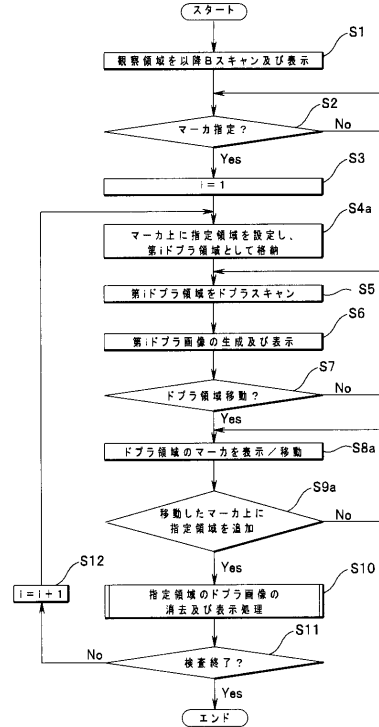 スタート
S1
観察領域を以降Bスキャン及び表示
S2
マーカ指定?
No
Yes
S3
i=1
S4a
マーカ上に指定領域を設定し、
第iドプラ領域として格納
S5
第iドプラ領域をドプラスキャン
S6
第iドプラ画像の生成及び表示
S7
ドプラ領域移動?
No
Yes
S8a
ドプラ領域のマーカを表示/移動
S9a
移動したマーカ上に
指定領域を追加
No
Yes
S12
i=i+1
S10
指定領域のドプラ画像の
消去及び表示処理
S11
検査終了?
No
Yes
エンド